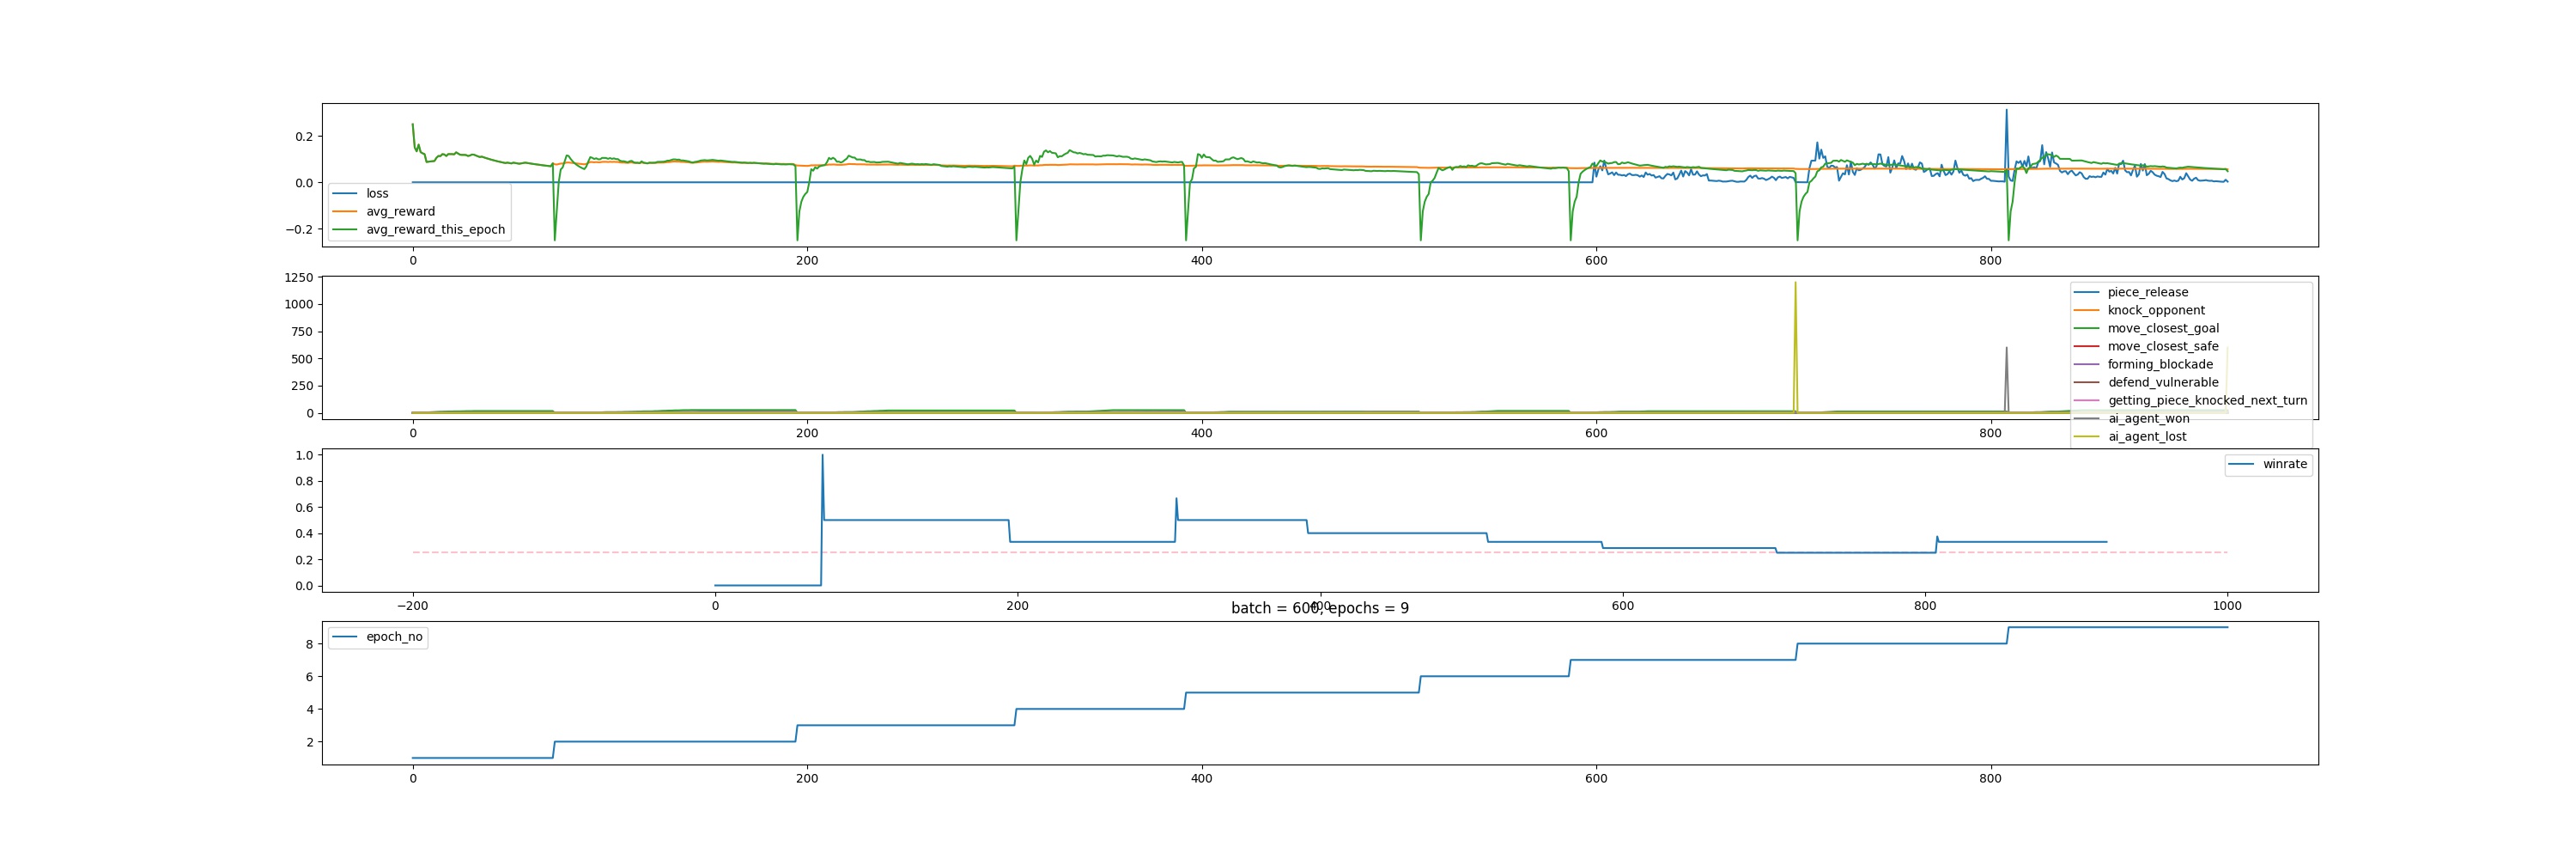 0.2
0.0
−0.2
loss
avg_reward
avg_reward_this_epoch
0 200 400 600 800
1250
1000
750
500
250
0
piece_release
knock_opponent
move_closest_goal
move_closest_safe
forming_blockade
defend_vulnerable
getting_piece_knocked_next_turn
ai_agent_won
ai_agent_lost
0 200 400 600 800
1.0
0.8
0.6
0.4
0.2
0.0
winrate
−200 0 200 400 600 800 1000
batch = 600, epochs = 9
8
6
4
2
epoch_no
0 200 400 600 800